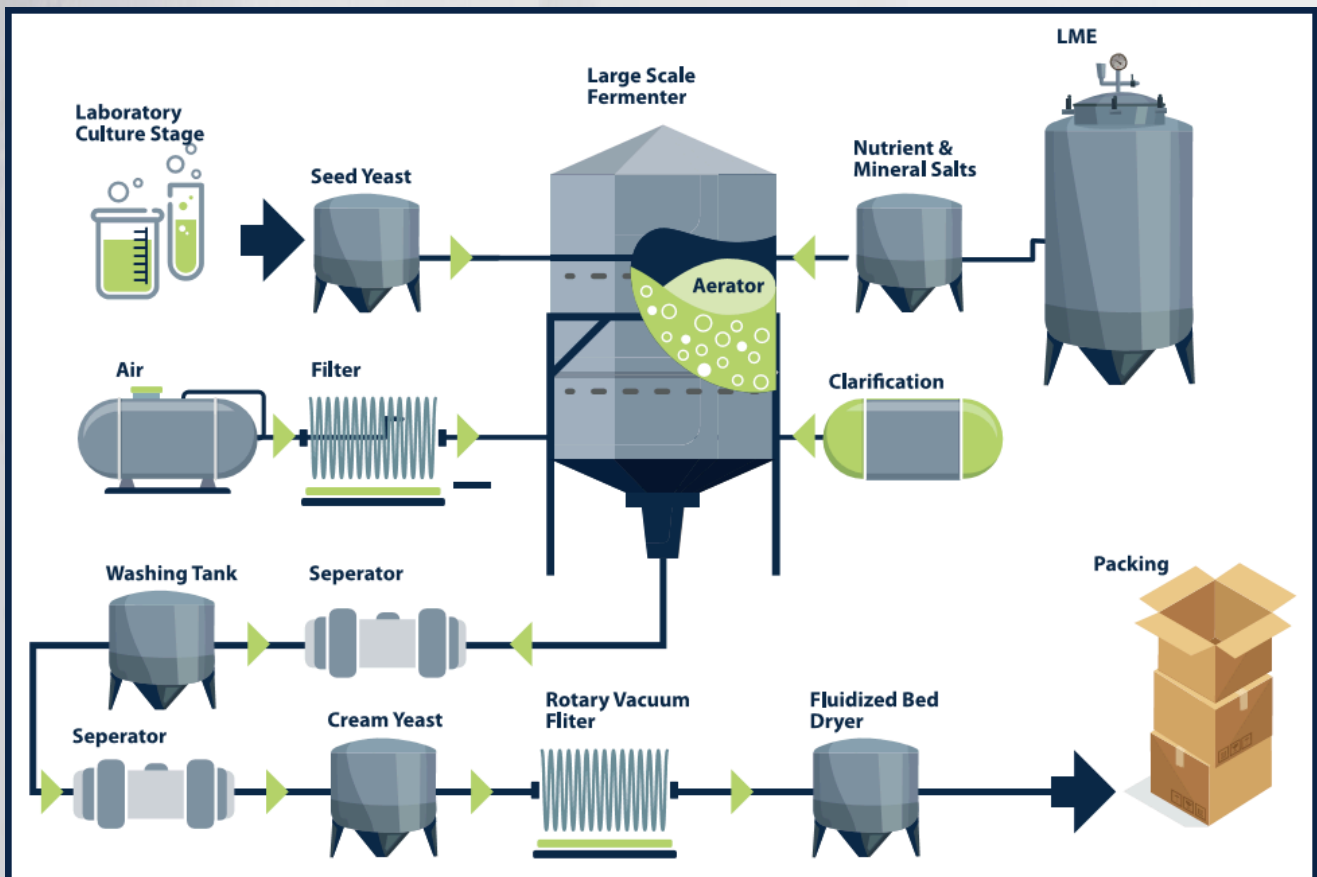 LME
Large Scale
Fermenter
Laboratory
Culture Stage
Nutrient &
Mineral Salts
Seed Yeast
Aerator
Air
Filter
Clarification
Washing Tank
Seperator
Packing
Seperator
Cream Yeast
Rotary Vacuum
Fliter
Fluidized Bed
Dryer